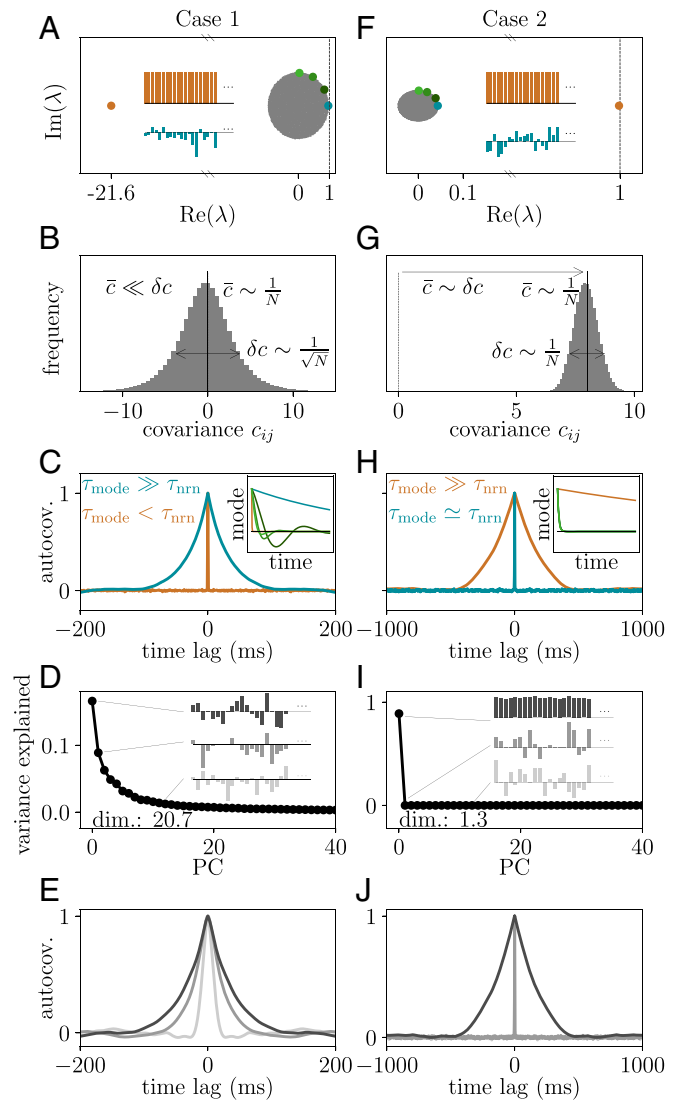 Case 1
Case 2
A
F
Im(λ)
...
...
...
...
-21.6
0
1
0
0.1
1
Re(λ)
Re(λ)
B
G
frequency
c̄ ≪ δc
c̄ ∼ 1/N
δc ∼ 1/√N
c̄ ∼ δc
c̄ ∼ 1/N
δc ∼ 1/N
−10
0
10
0
5
10
covariance c_ij
covariance c_ij
C
H
autocov.
1
0
τ_mode ≫ τ_nrn
τ_mode < τ_nrn
mode
time
τ_mode ≫ τ_nrn
τ_mode ≃ τ_nrn
mode
time
−200
0
200
−1000
0
1000
time lag (ms)
time lag (ms)
D
I
variance explained
0.1
0.0
...
...
...
dim.: 20.7
1
0
...
...
...
dim.: 1.3
0
20
40
0
20
40
PC
PC
E
J
autocov.
1
0
1
0
−200
0
200
−1000
0
1000
time lag (ms)
time lag (ms)